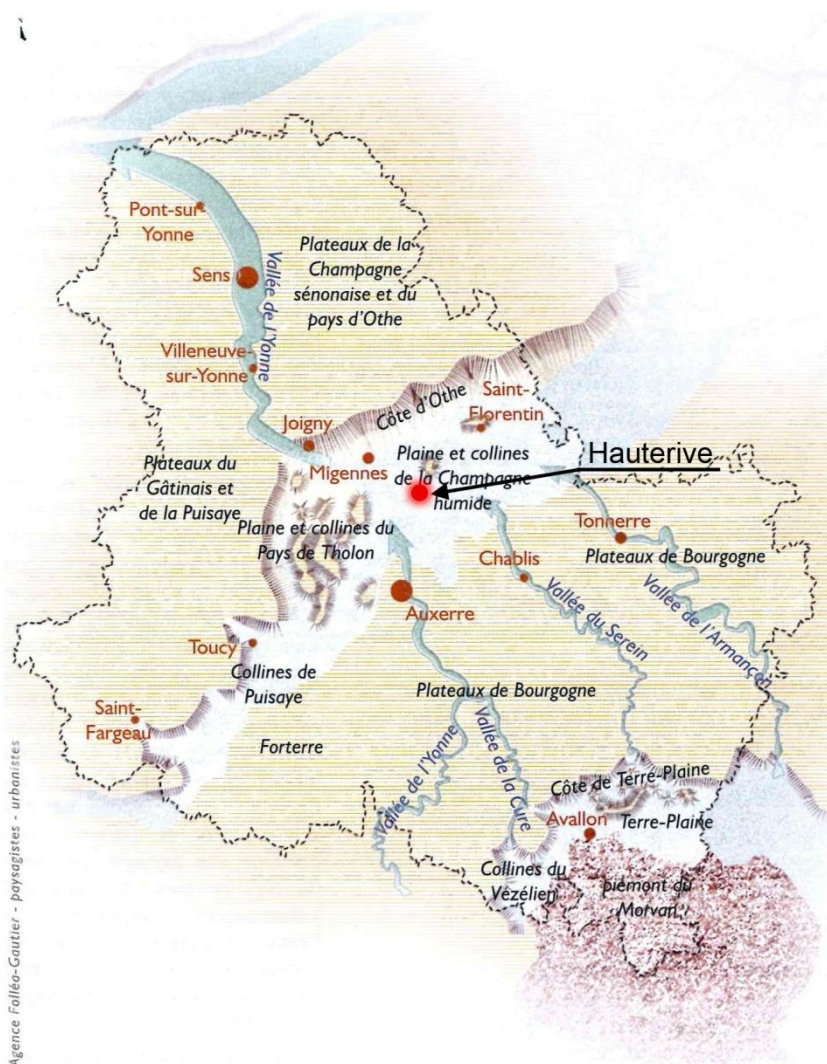 Pont-sur-
Yonne
Sens
Vallée de l'Yonne
Plateaux de la
Champagne
sénonaise et du
pays d'Othe
Villeneuve-
sur-Yonne
Joigny
Côte d'Othe
Saint-
Florentin
Migennes
Plaine et collines
de la Champagne
humide
Hauterive
Plateaux du
Gâtinais et
de la Puisaye
Plaine et collines du
Pays de Tholon
Tonnerre
Plateaux de Bourgogne
Chablis
Vallée du Serein
Vallée de l'Armançon
Auxerre
Toucy
Collines de
Puisaye
Plateaux de Bourgogne
Saint-
Fargeau
Forterre
Vallée de l'Yonne
Vallée de la Cure
Côte de Terre-Plaine
Avallon
Terre-Plaine
Collines du
Vézélien
piémont du
Morvan
Agence Folléa-Gautier - paysagistes - urbanistes